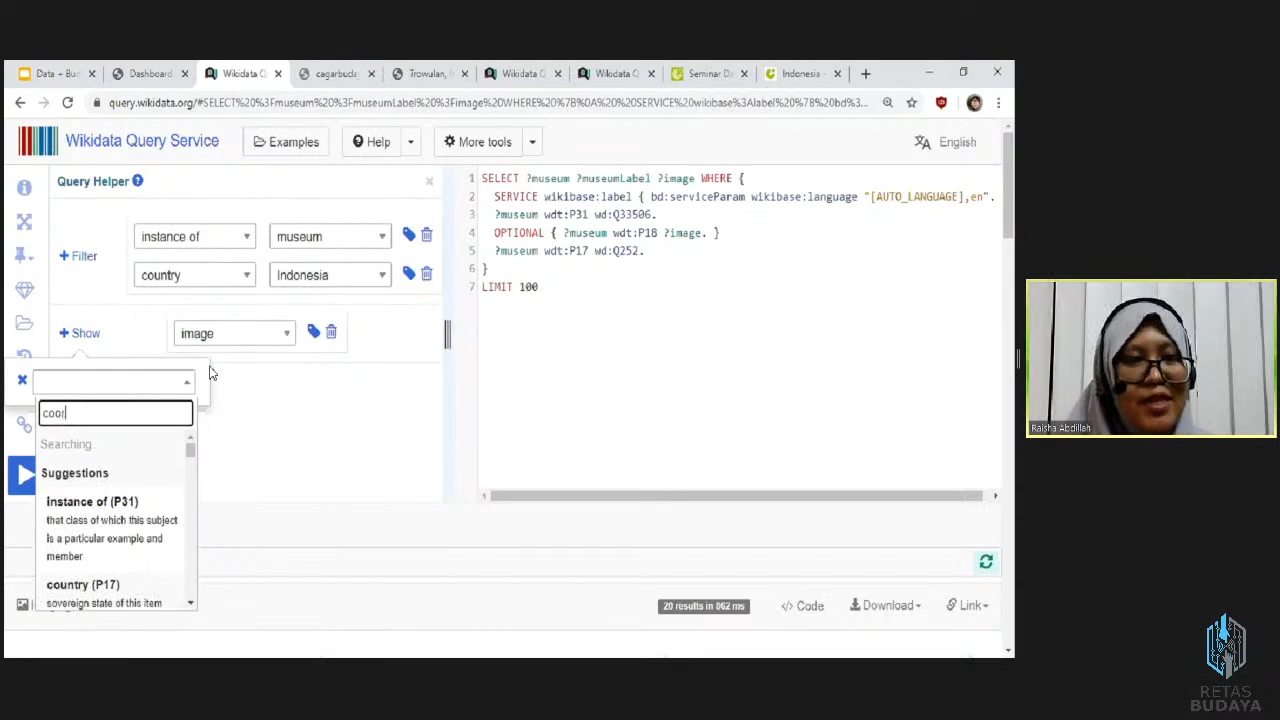 Data + Bu
Dashboard
Wikidata Q
cagarbuda
Trowulan, I
Wikidata Q
Wikidata Q
Seminar Da
Indonesia -
query.wikidata.org/#SELECT%20%3Fmuseum%20%3FmuseumLabel%20%3Fimage%20WHERE%20%7B%0A%20%20SERVICE%20wikibase%3Alabel%20%7B%20bd%3...
Wikidata Query Service
Examples
Help
More tools
English
Query Helper
Filter
instance of
museum
country
Indonesia
Show
image
coor
Searching
Suggestions
instance of (P31)
that class of which this subject
is a particular example and
member
country (P17)
sovereign state of this item
1 SELECT ?museum ?museumLabel ?image WHERE {
2 SERVICE wikibase:label { bd:serviceParam wikibase:language "[AUTO_LANGUAGE],en".
3 ?museum wdt:P31 wd:Q33506.
4 OPTIONAL { ?museum wdt:P18 ?image. }
5 ?museum wdt:P17 wd:Q252.
6 }
7 LIMIT 100
20 results in 862 ms
</> Code
Download
Link
Raisha Abdillah
RETAS
BUDAYA